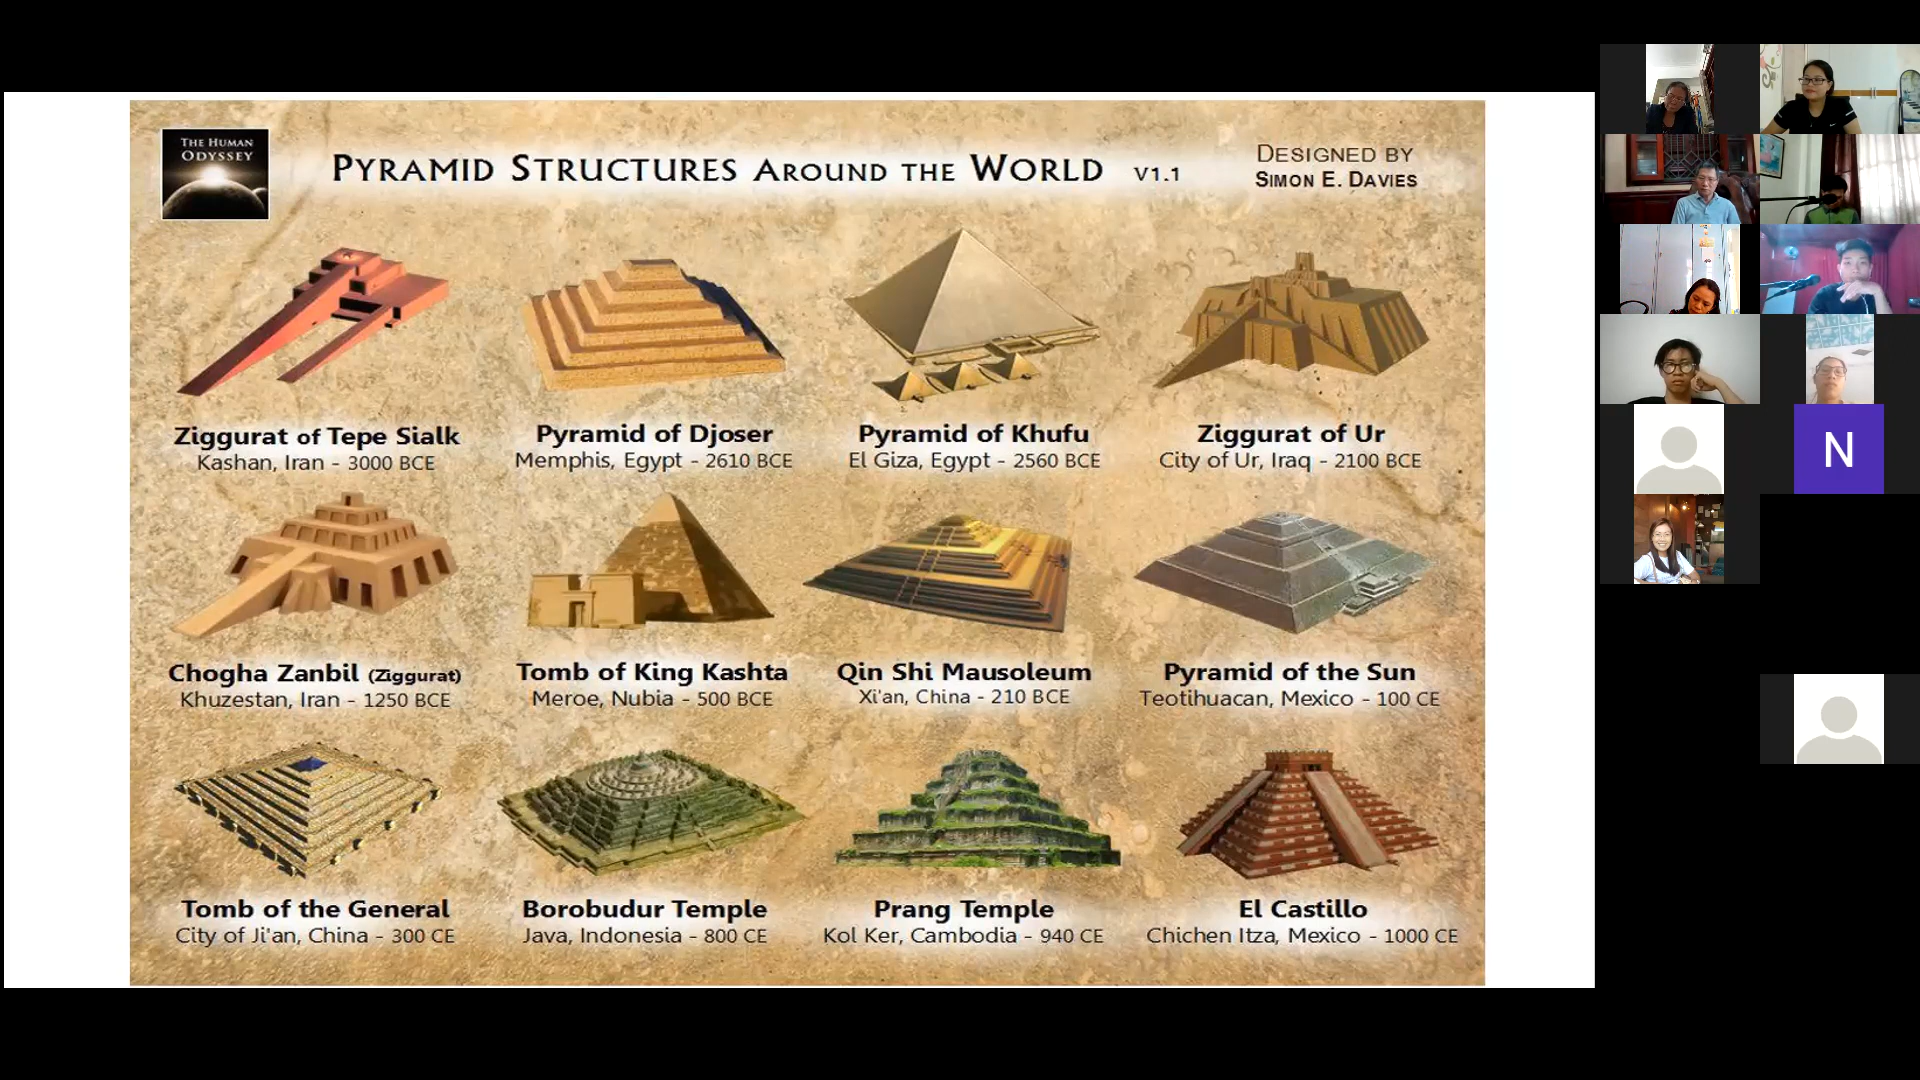 THE HUMAN
ODYSSEY
PYRAMID STRUCTURES AROUND THE WORLD V1.1
DESIGNED BY
SIMON E. DAVIES
Ziggurat of Tepe Sialk
Kashan, Iran - 3000 BCE
Pyramid of Djoser
Memphis, Egypt - 2610 BCE
Pyramid of Khufu
El Giza, Egypt - 2560 BCE
Ziggurat of Ur
City of Ur, Iraq - 2100 BCE
Chogha Zanbil (Ziggurat)
Khuzestan, Iran - 1250 BCE
Tomb of King Kashta
Meroe, Nubia - 500 BCE
Qin Shi Mausoleum
Xi'an, China - 210 BCE
Pyramid of the Sun
Teotihuacan, Mexico - 100 CE
Tomb of the General
City of Ji'an, China - 300 CE
Borobudur Temple
Java, Indonesia - 800 CE
Prang Temple
Kol Ker, Cambodia - 940 CE
El Castillo
Chichen Itza, Mexico - 1000 CE
N